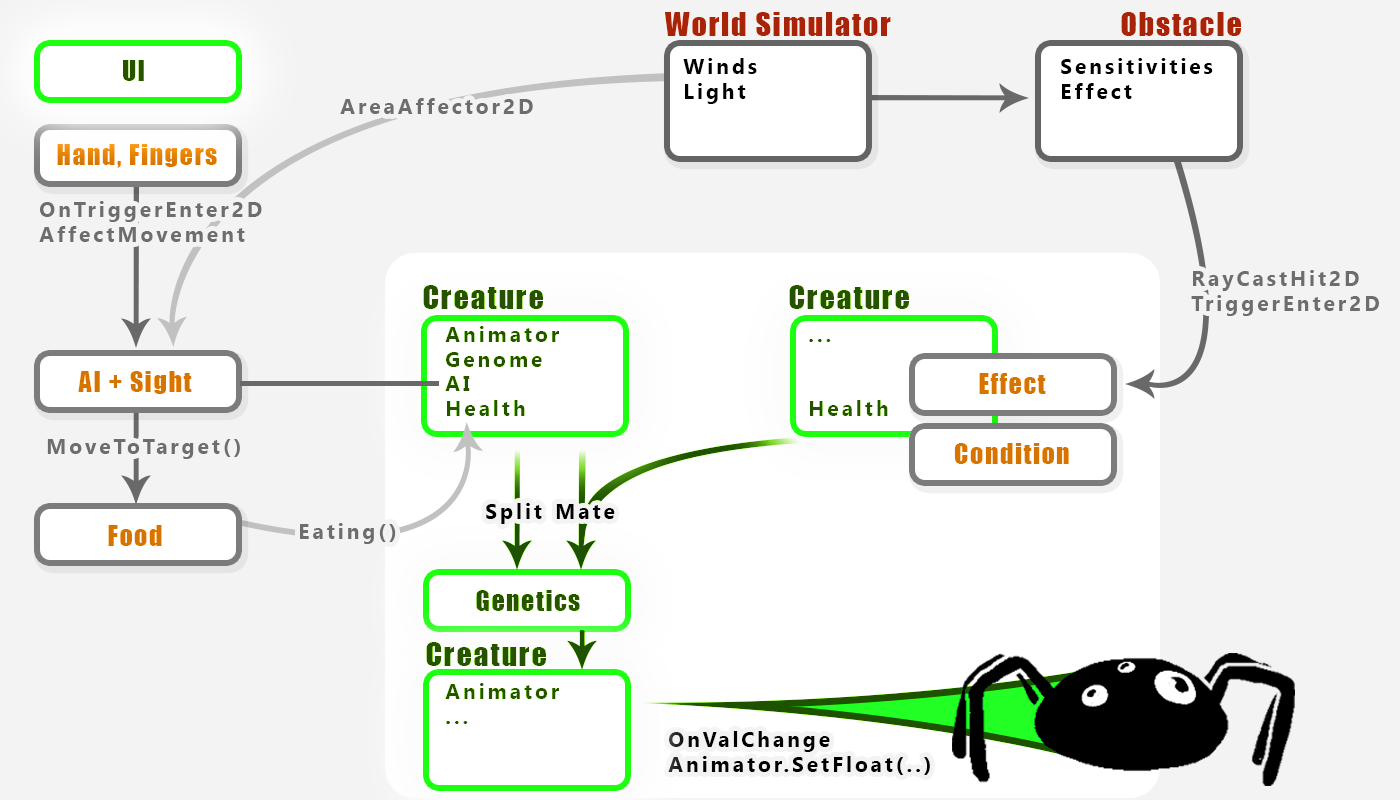 World Simulator
Obstacle
UI
Winds
Light
Sensitivities
Effect
AreaAffector2D
Hand, Fingers
OnTriggerEnter2D
AffectMovement
RayCastHit2D
TriggerEnter2D
Creature
Animator
Genome
AI
Health
Creature
...
Health
Effect
Condition
AI + Sight
MoveToTarget()
Food
Eating()
Split
Mate
Genetics
Creature
Animator
...
OnValChange
Animator.SetFloat(..)